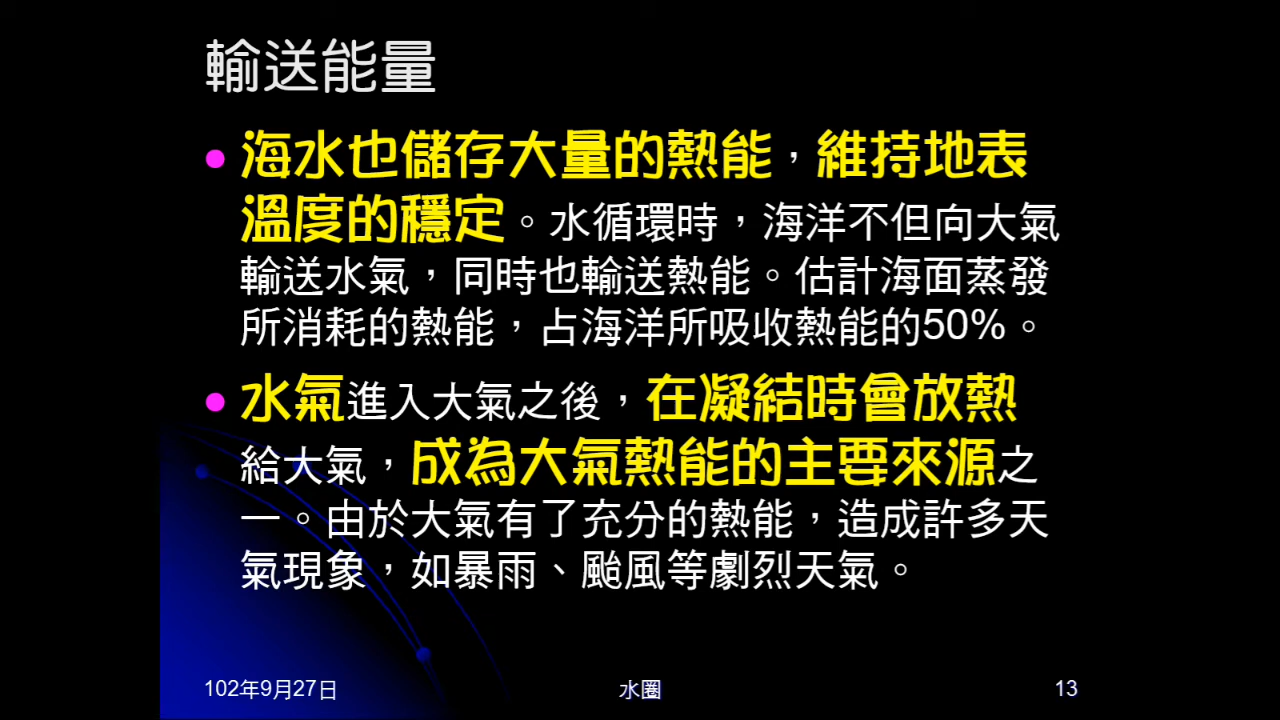 輸送能量
• 海水也儲存大量的熱能，維持地表
溫度的穩定。水循環時，海洋不但向大氣
輸送水氣，同時也輸送熱能。估計海面蒸發
所消耗的熱能，占海洋所吸收熱能的50%。
• 水氣進入大氣之後，在凝結時會放熱
給大氣，成為大氣熱能的主要來源之
一。由於大氣有了充分的熱能，造成許多天
氣現象，如暴雨、颱風等劇烈天氣。
102年9月27日
水圈
13